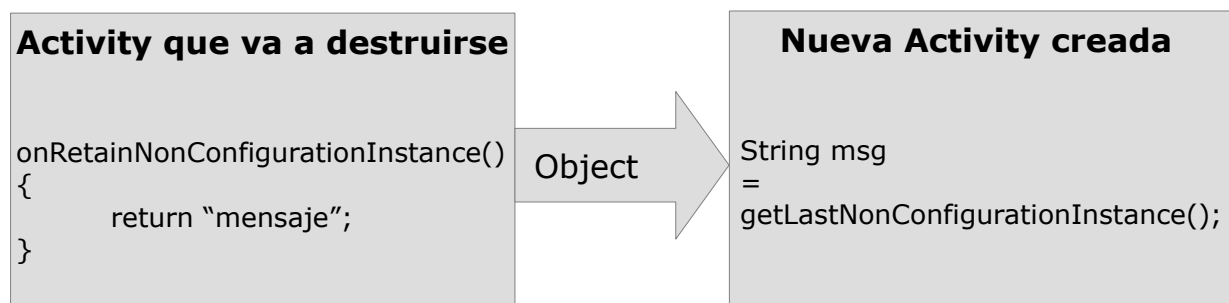 Activity que va a destruirse
onRetainNonConfigurationInstance()
{
return “mensaje”;
}
Object
Nueva Activity creada
String msg
=
getLastNonConfigurationInstance();